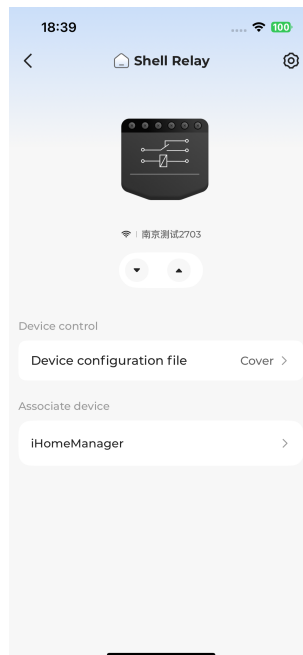 18:39
100
Shell Relay
南京测试2703
Device control
Device configuration file
Cover
Associate device
iHomeManager